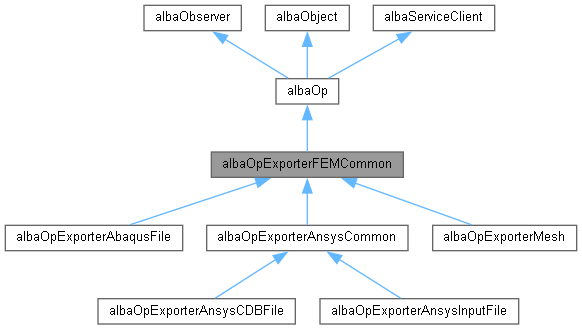 albaObserver
albaObject
albaServiceClient
albaOp
albaOpExporterFEMCommon
albaOpExporterAbaqusFile
albaOpExporterAnsysCommon
albaOpExporterMesh
albaOpExporterAnsysCDBFile
albaOpExporterAnsysInputFile